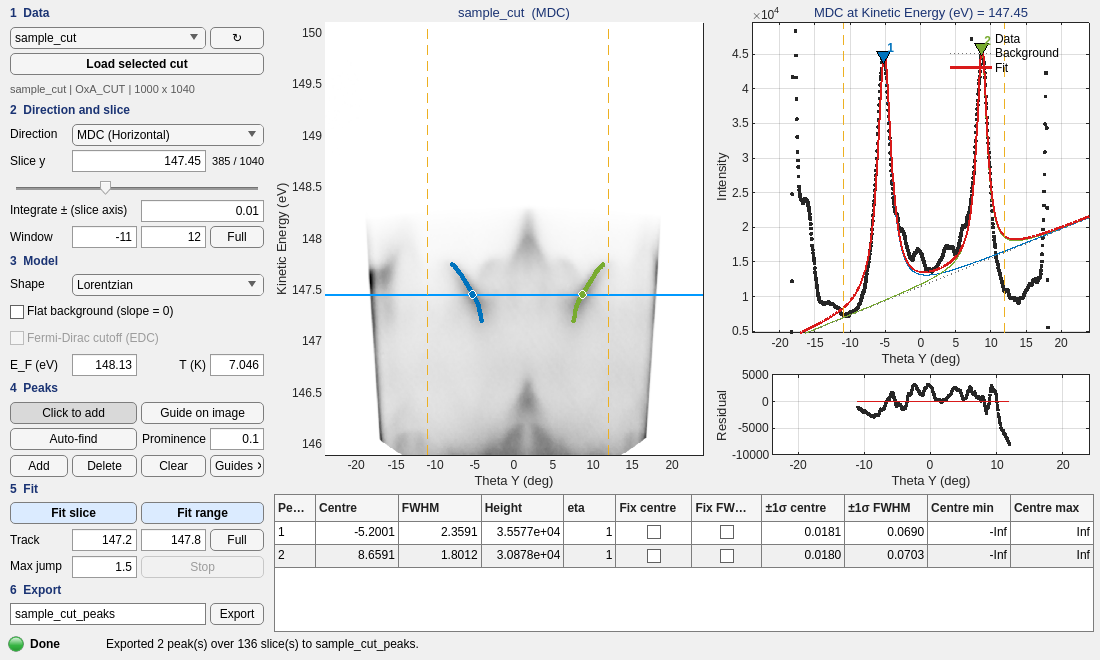 1 Data
sample_cut
↻
Load selected cut
sample_cut | OxA_CUT | 1000 x 1040
2 Direction and slice
Direction MDC (Horizontal)
Slice y 147.45 385 / 1040
Integrate ± (slice axis) 0.01
Window -11 12 Full
3 Model
Shape Lorentzian
Flat background (slope = 0)
Fermi-Dirac cutoff (EDC)
E_F (eV) 148.13 T (K) 7.046
4 Peaks
Click to add Guide on image
Auto-find Prominence 0.1
Add Delete Clear Guides ›
5 Fit
Fit slice Fit range
Track 147.2 147.8 Full
Max jump 1.5 Stop
6 Export
sample_cut_peaks Export
Done Exported 2 peak(s) over 136 slice(s) to sample_cut_peaks.
sample_cut (MDC)
Kinetic Energy (eV)
150
149.5
149
148.5
148
147.5
147
146.5
146
-20 -15 -10 -5 0 5 10 15 20
Theta Y (deg)
MDC at Kinetic Energy (eV) = 147.45
×10⁴
Intensity
4.5
4
3.5
3
2.5
2
1.5
1
0.5
1
2
Data
Background
Fit
-20 -15 -10 -5 0 5 10 15 20
Theta Y (deg)
Residual
5000
0
-5000
-10000
-20 -10 0 10 20
Theta Y (deg)
Pe... Centre FWHM Height eta Fix centre Fix FW... ±1σ centre ±1σ FWHM Centre min Centre max
1 -5.2001 2.3591 3.5577e+04 1 0.0181 0.0690 -Inf Inf
2 8.6591 1.8012 3.0878e+04 1 0.0180 0.0703 -Inf Inf